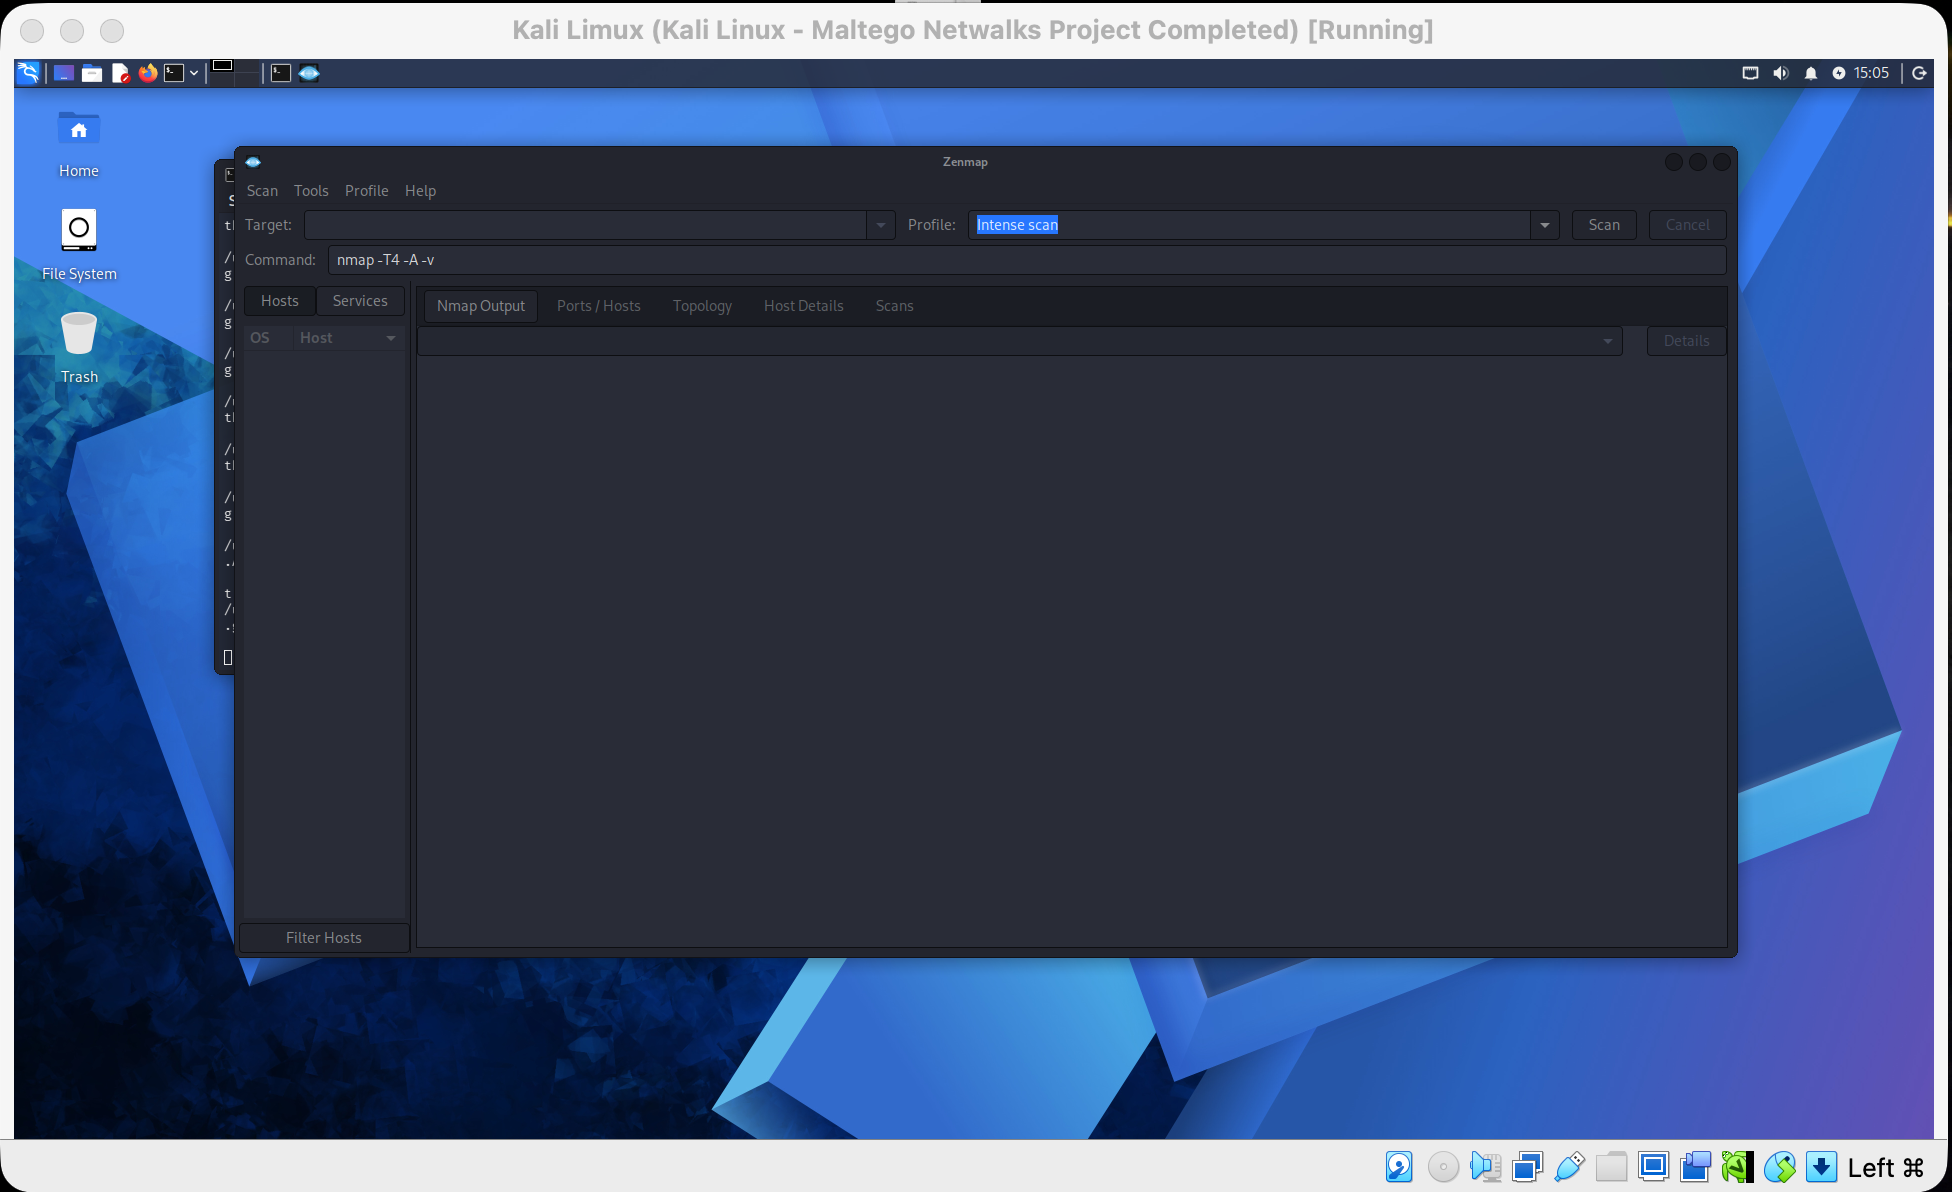 Kali Limux (Kali Linux - Maltego Netwalks Project Completed) [Running]
15:05
Home
File System
Trash
Zenmap
Scan Tools Profile Help
Target: Profile: Intense scan Scan Cancel
Command: nmap -T4 -A -v
Hosts Services
Nmap Output Ports / Hosts Topology Host Details Scans
OS Host
Details
Filter Hosts
Left ⌘